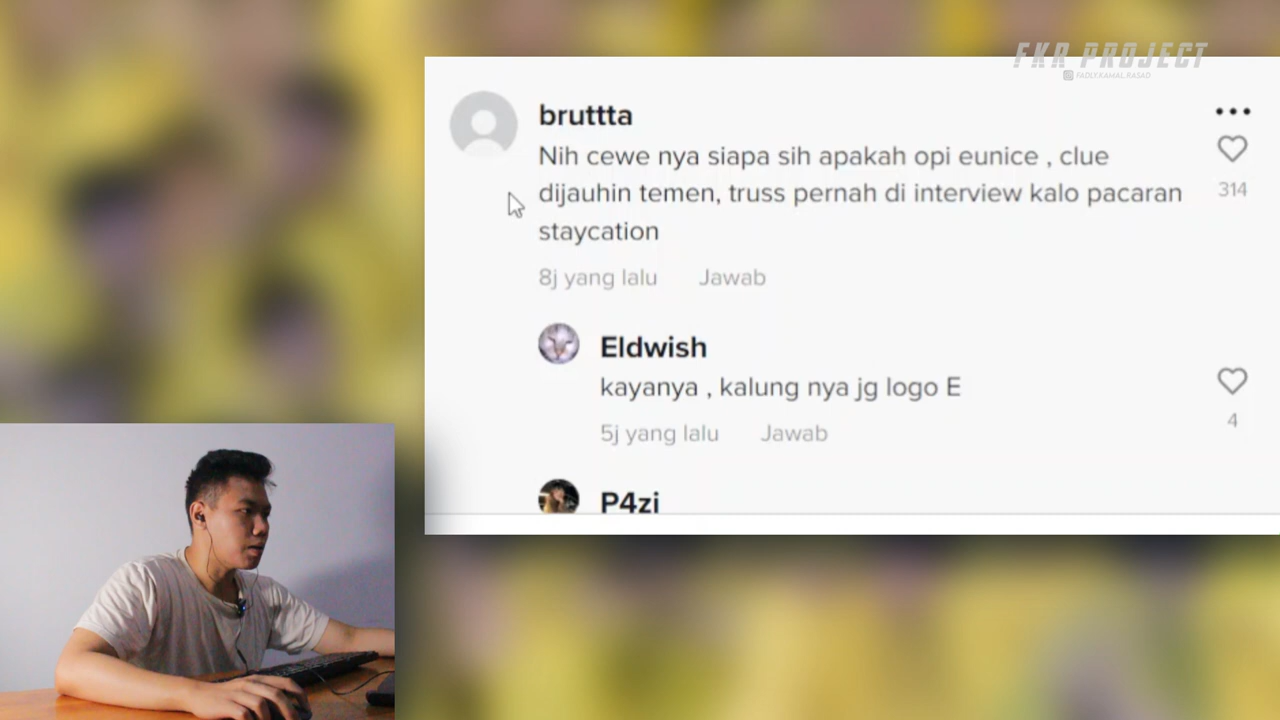 FKR PROJECT
FADLY.KAMAL.RASAD
bruttta
Nih cewe nya siapa sih apakah opi eunice , clue
dijauhin temen, truss pernah di interview kalo pacaran
staycation
314
8j yang lalu Jawab
Eldwish
kayanya , kalung nya jg logo E
4
5j yang lalu Jawab
P4zi